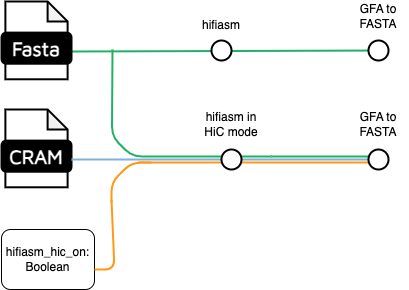 Fasta
hifiasm
GFA to
FASTA
CRAM
hifiasm in
HiC mode
GFA to
FASTA
hifiasm_hic_on:
Boolean